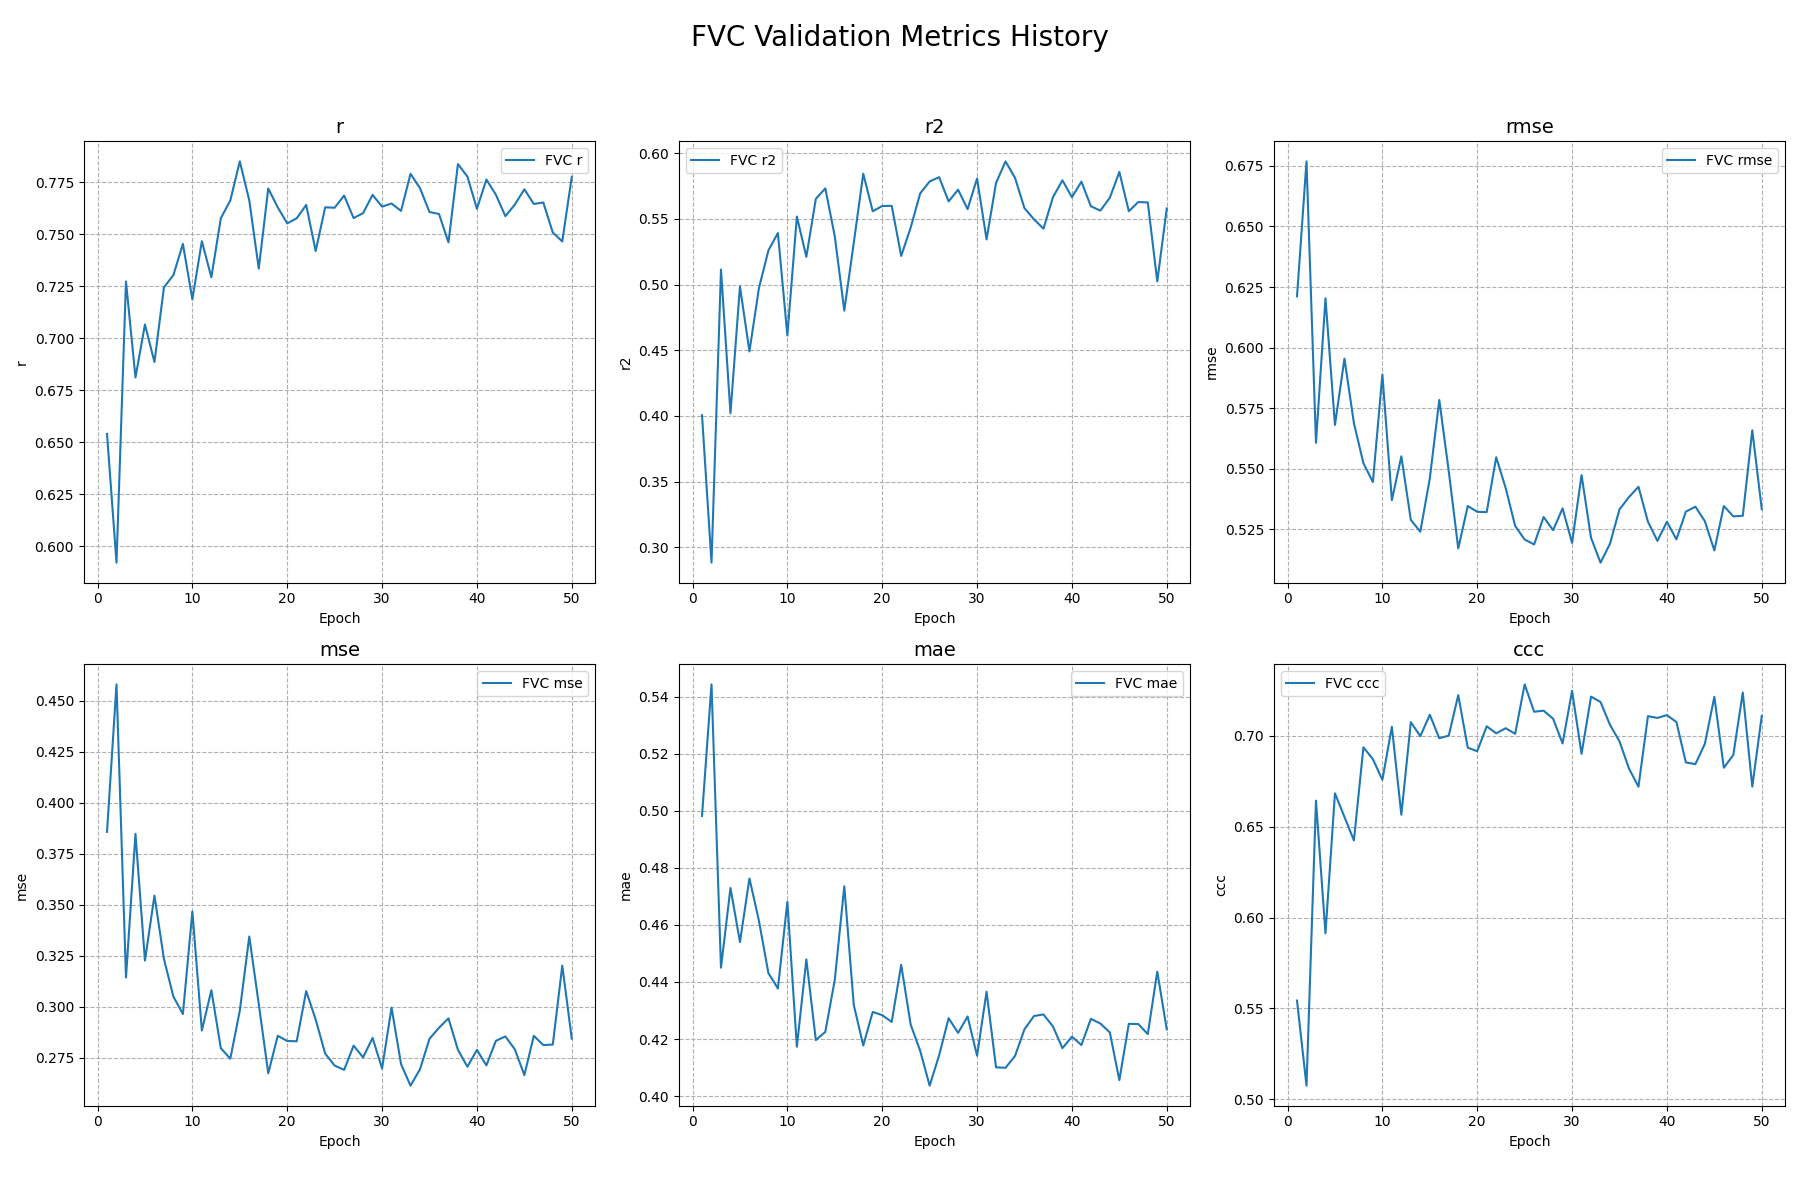 FVC Validation Metrics History
r
FVC r
r
0.775
0.750
0.725
0.700
0.675
0.650
0.625
0.600
0 10 20 30 40 50
Epoch
r2
FVC r2
r2
0.60
0.55
0.50
0.45
0.40
0.35
0.30
0 10 20 30 40 50
Epoch
rmse
FVC rmse
rmse
0.675
0.650
0.625
0.600
0.575
0.550
0.525
0 10 20 30 40 50
Epoch
mse
FVC mse
mse
0.450
0.425
0.400
0.375
0.350
0.325
0.300
0.275
0 10 20 30 40 50
Epoch
mae
FVC mae
mae
0.54
0.52
0.50
0.48
0.46
0.44
0.42
0.40
0 10 20 30 40 50
Epoch
ccc
FVC ccc
ccc
0.70
0.65
0.60
0.55
0.50
0 10 20 30 40 50
Epoch